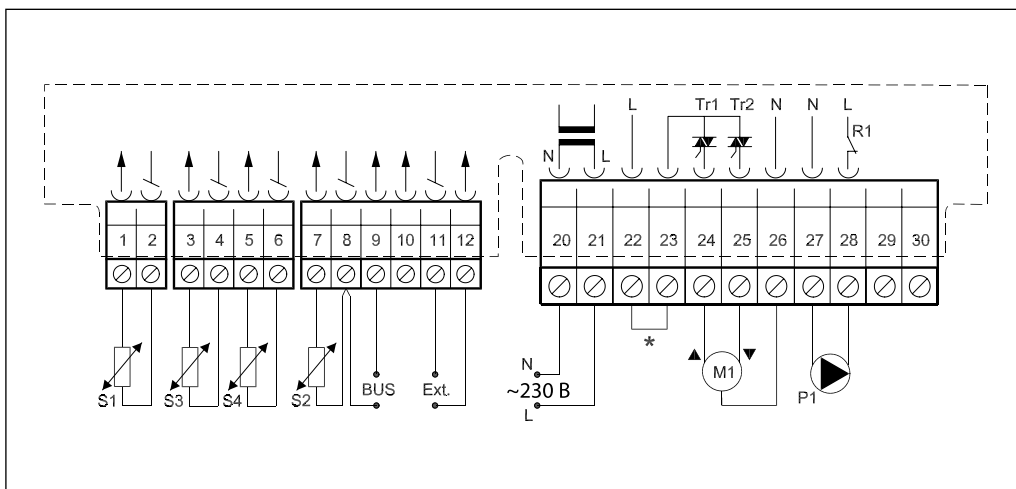 L Tr1 Tr2 N N L
R1
N L
1 2 3 4 5 6 7 8 9 10 11 12 20 21 22 23 24 25 26 27 28 29 30
*
N
S1 S3 S4 S2 BUS Ext. ~230 В M1 P1
L